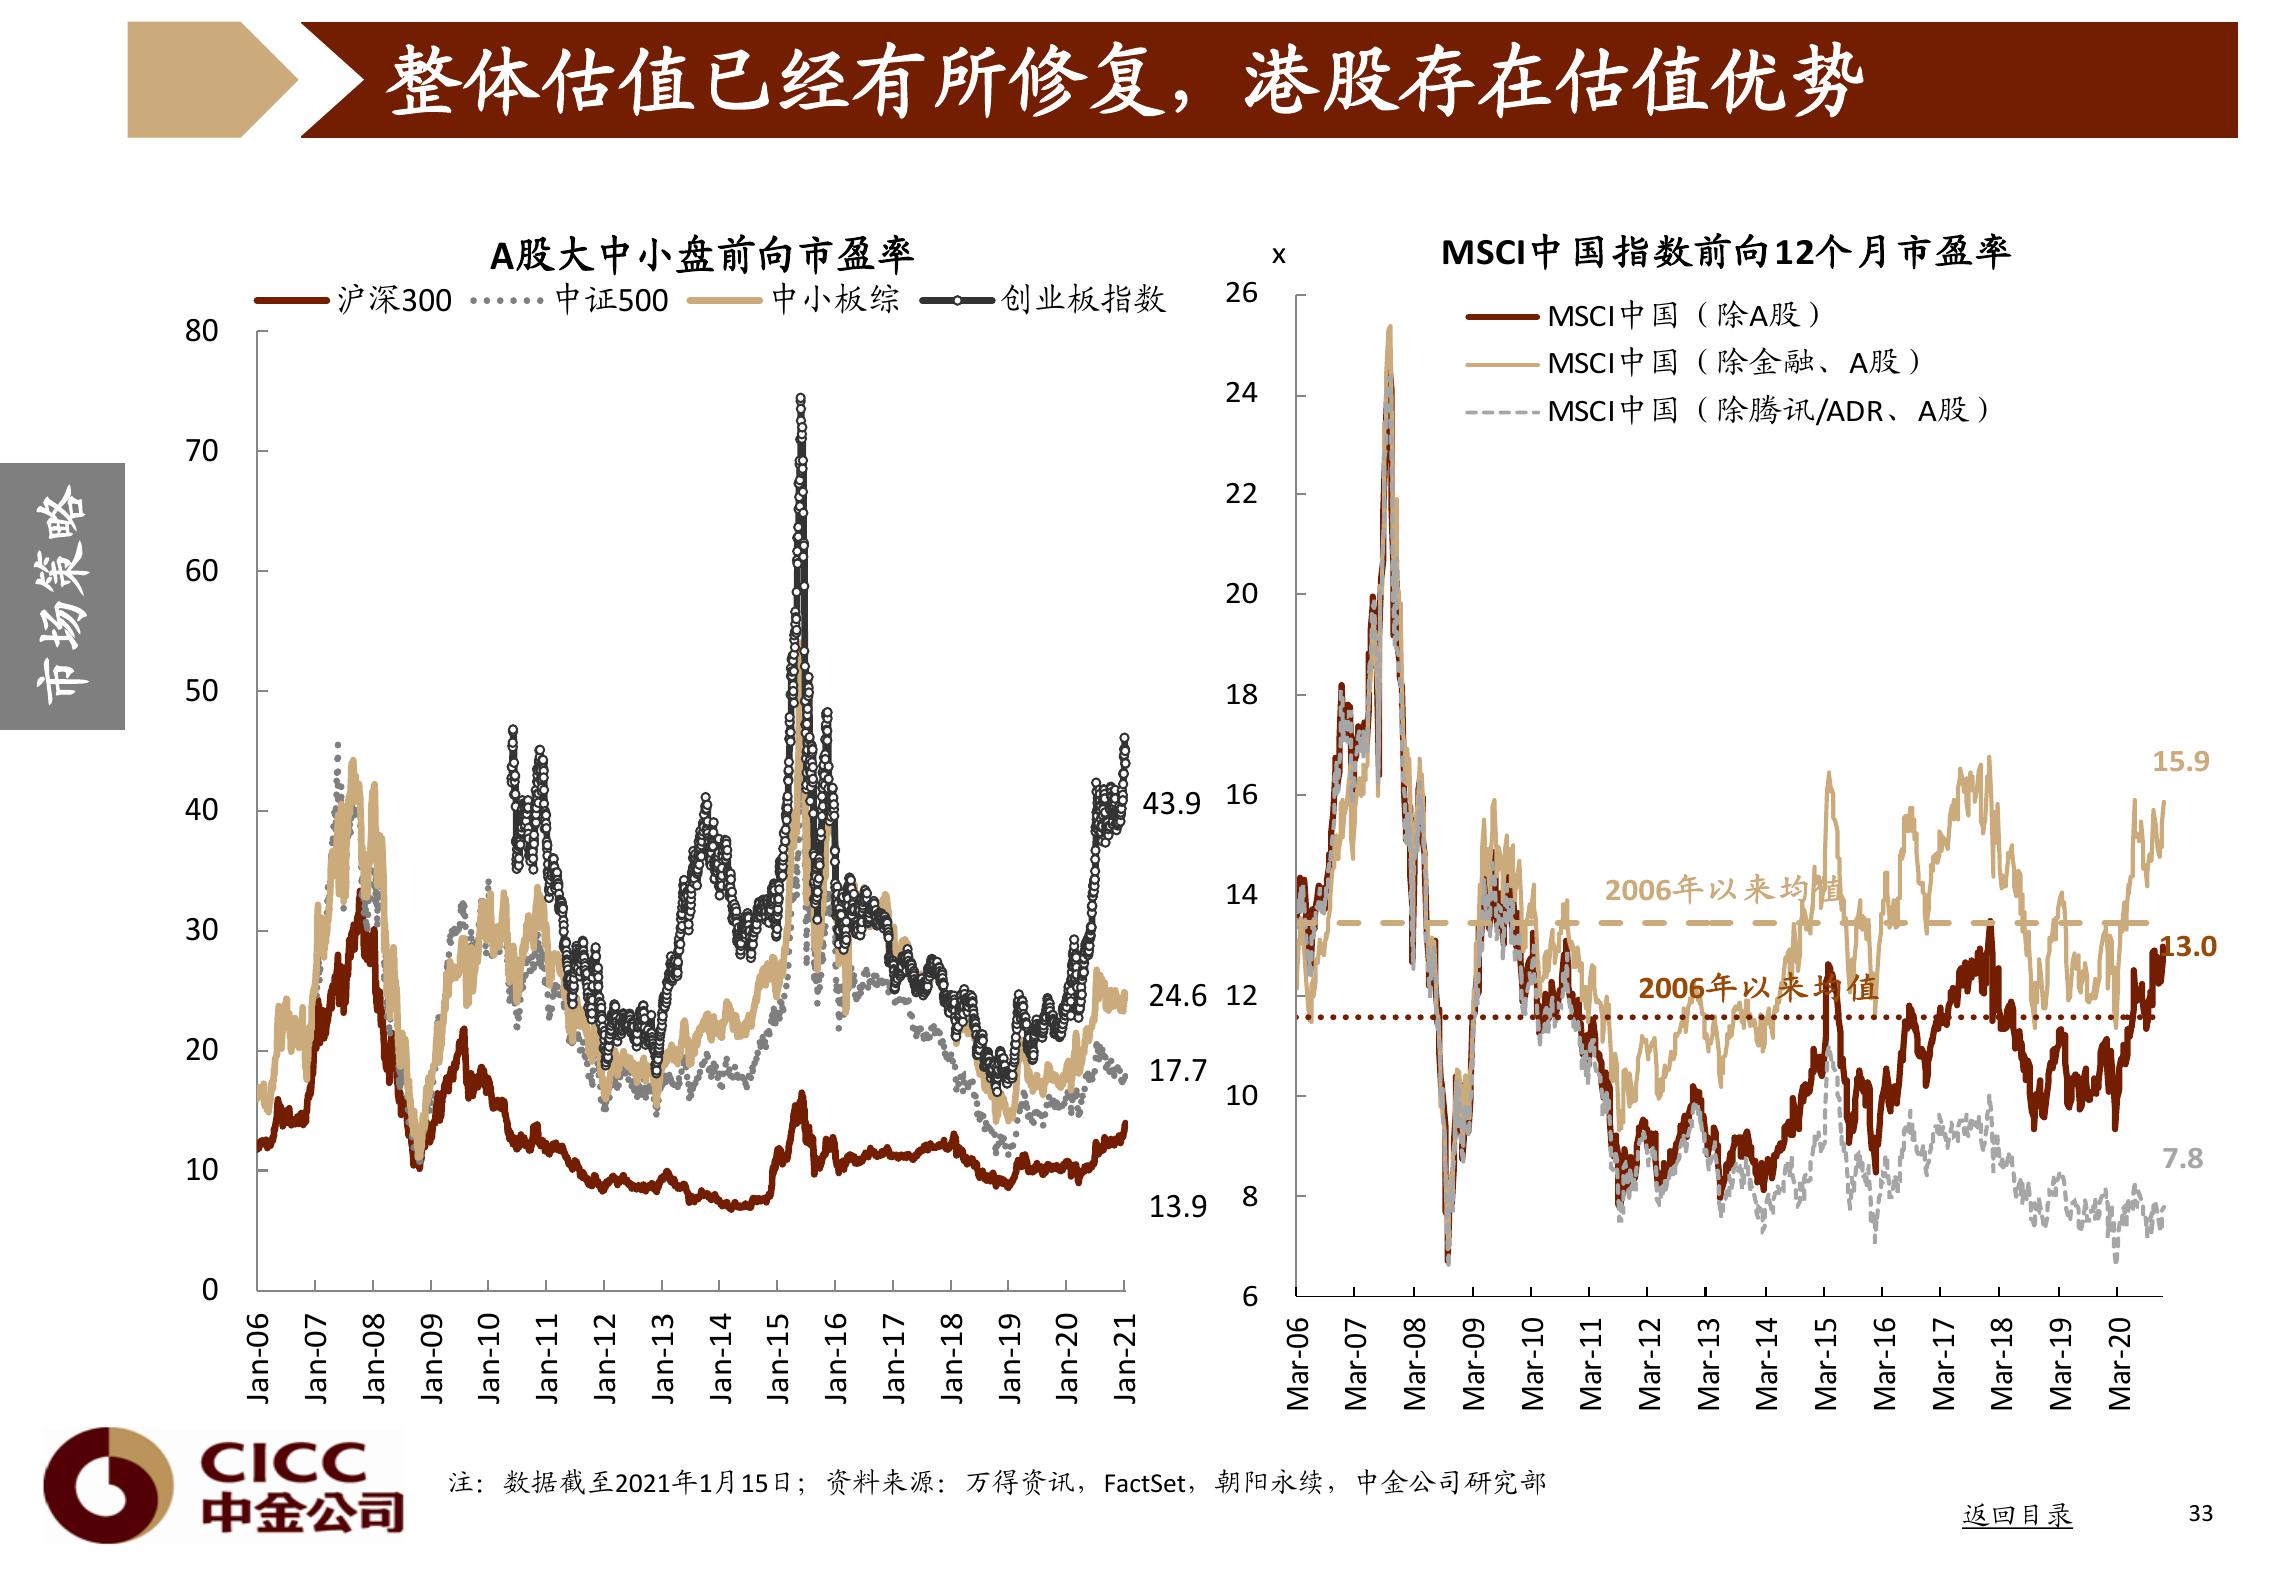 整体估值已经有所修复，港股存在估值优势
市场策略
A股大中小盘前向市盈率
沪深300 中证500 中小板综 创业板指数
80
70
60
50
40
30
20
10
0
43.9
24.6
17.7
13.9
Jan-06 Jan-07 Jan-08 Jan-09 Jan-10 Jan-11 Jan-12 Jan-13 Jan-14 Jan-15 Jan-16 Jan-17 Jan-18 Jan-19 Jan-20 Jan-21
x
MSCI中国指数前向12个月市盈率
MSCI中国（除A股）
MSCI中国（除金融、A股）
MSCI中国（除腾讯/ADR、A股）
26
24
22
20
18
16
14
12
10
8
6
15.9
2006年以来均值
13.0
2006年以来均值
7.8
Mar-06 Mar-07 Mar-08 Mar-09 Mar-10 Mar-11 Mar-12 Mar-13 Mar-14 Mar-15 Mar-16 Mar-17 Mar-18 Mar-19 Mar-20
CICC
中金公司
注：数据截至2021年1月15日；资料来源：万得资讯，FactSet，朝阳永续，中金公司研究部
返回目录
33